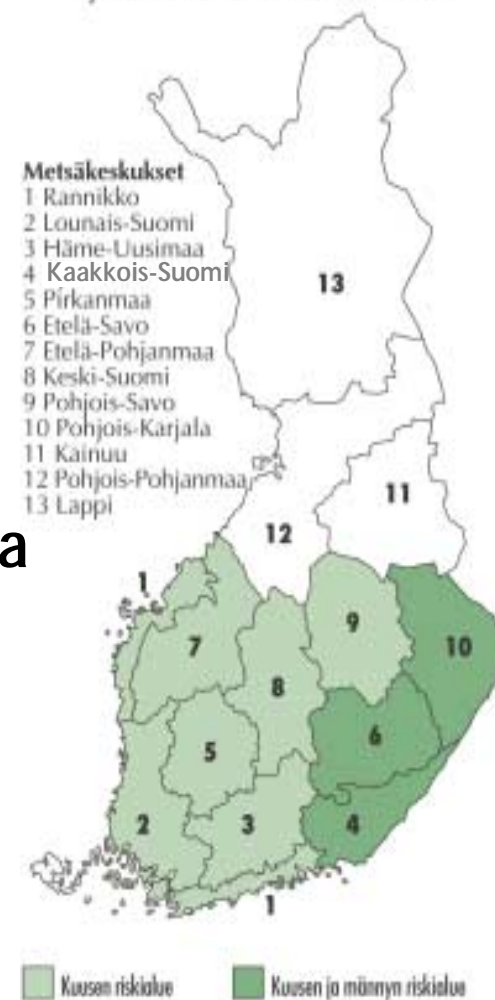 Metsäkeskukset
1 Rannikko
2 Lounais-Suomi
3 Häme-Uusimaa
4 Kaakkois-Suomi
5 Pirkanmaa
6 Etelä-Savo
7 Etelä-Pohjanmaa
8 Keski-Suomi
9 Pohjois-Savo
10 Pohjois-Karjala
11 Kainuu
12 Pohjois-Pohjanmaa
13 Lappi
a
13
11
12
1
7
9
10
8
6
5
2
3
4
1
Kuusen riskialue
Kuusen ja männyn riskialue